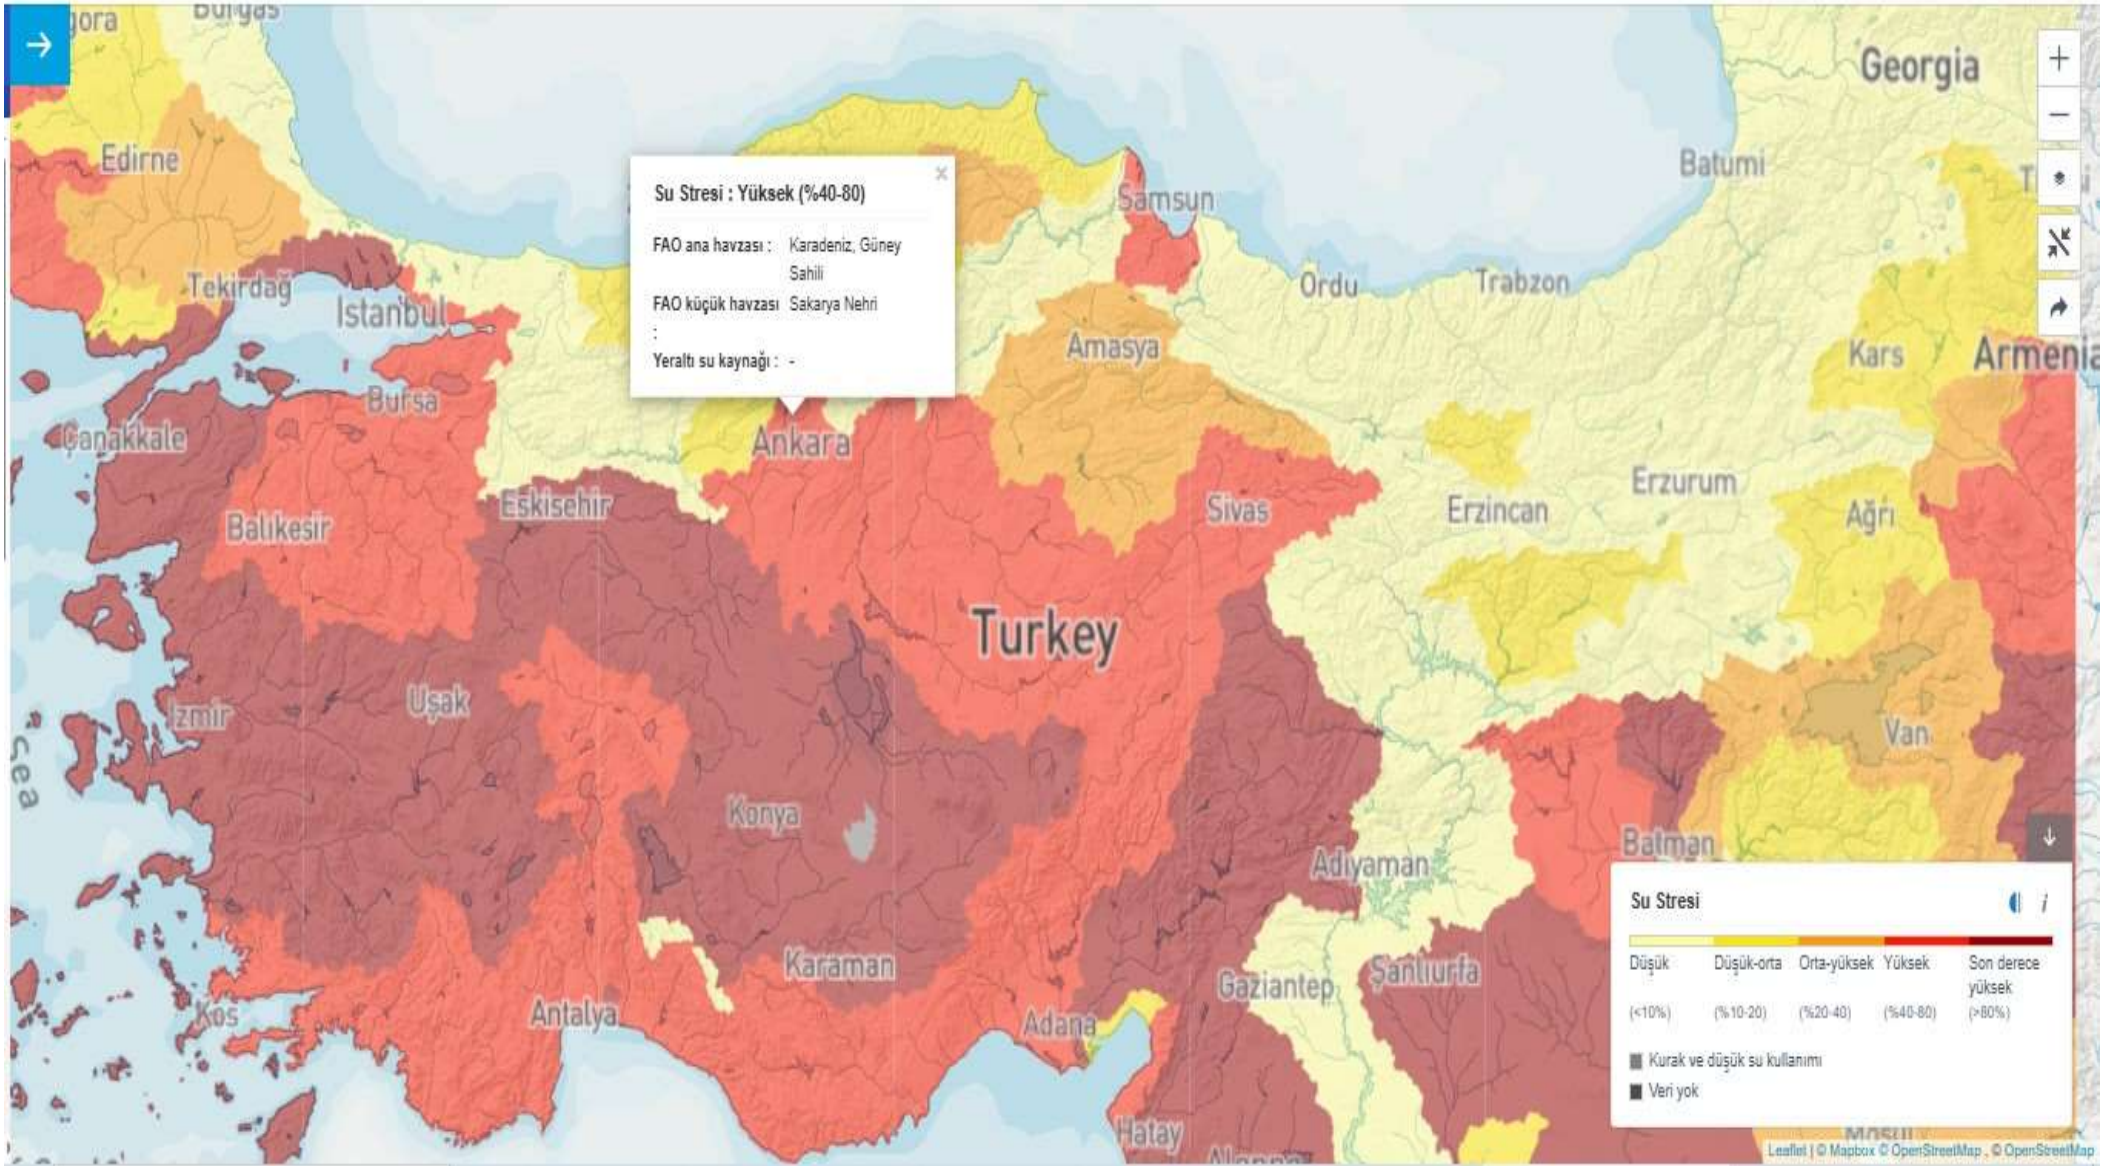 gora
Burgas
Georgia
Edirne
Batumi
Su Stresi : Yüksek (%40-80)
Samsun
FAO ana havzası :
Karadeniz, Güney
Sahili
FAO küçük havzası
:
Sakarya Nehri
Yeraltı su kaynağı : -
Tekirdağ
Istanbul
Ordu
Trabzon
Amasya
Kars
Armenia
Bursa
Çanakkale
Ankara
Eskisehir
Sivas
Erzincan
Erzurum
Ağrı
Balıkesir
Turkey
Izmir
Uşak
Van
Sea
Konya
Batman
Adıyaman
Karaman
Gaziantep
Şanlıurfa
Kos
Antalya
Adana
Hatay
Su Stresi
i
Düşük
Düşük-orta
Orta-yüksek
Yüksek
Son derece
yüksek
(<10%)
(%10-20)
(%20-40)
(%40-80)
(>80%)
Kurak ve düşük su kullanımı
Veri yok
Leaflet | © Mapbox © OpenStreetMap , © OpenStreetMap